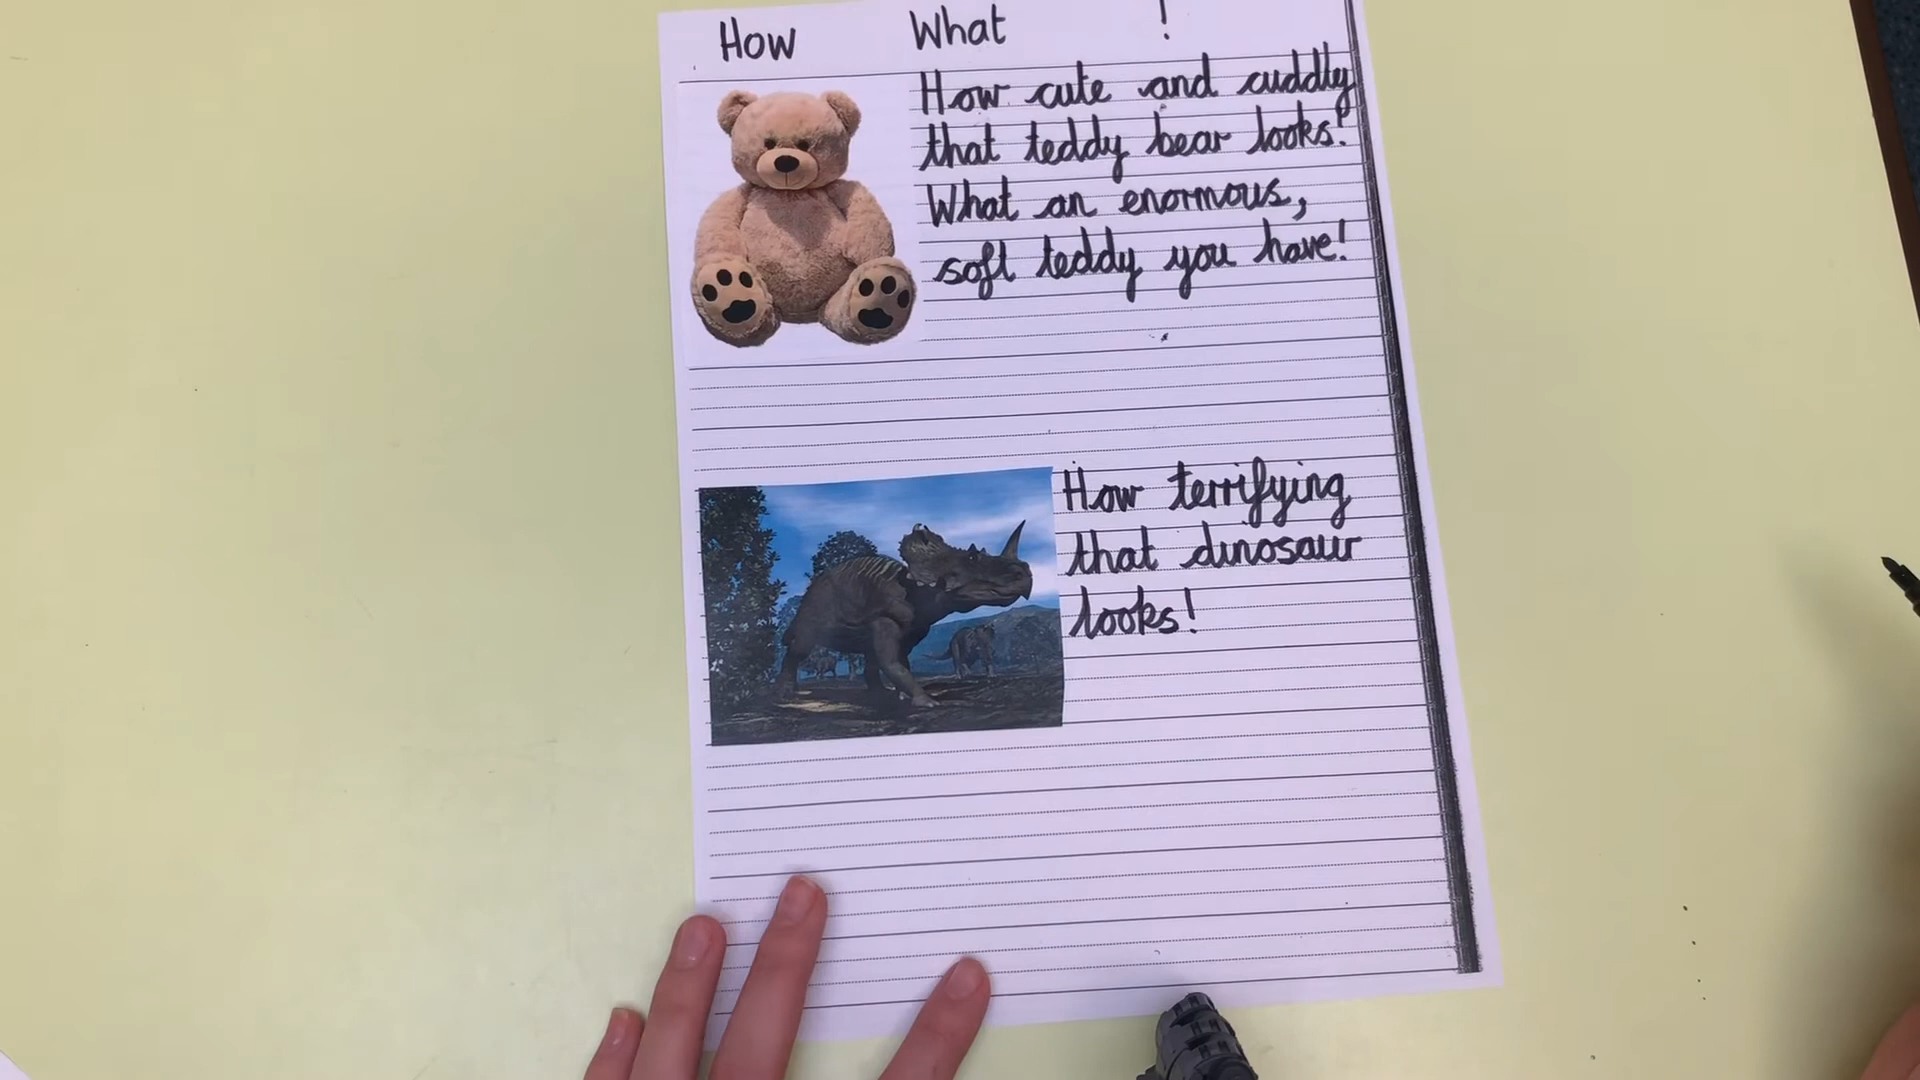 How What !
How cute and cuddly
that teddy bear looks!
What an enormous,
soft teddy you have!
How terrifying
that dinosaur
looks!